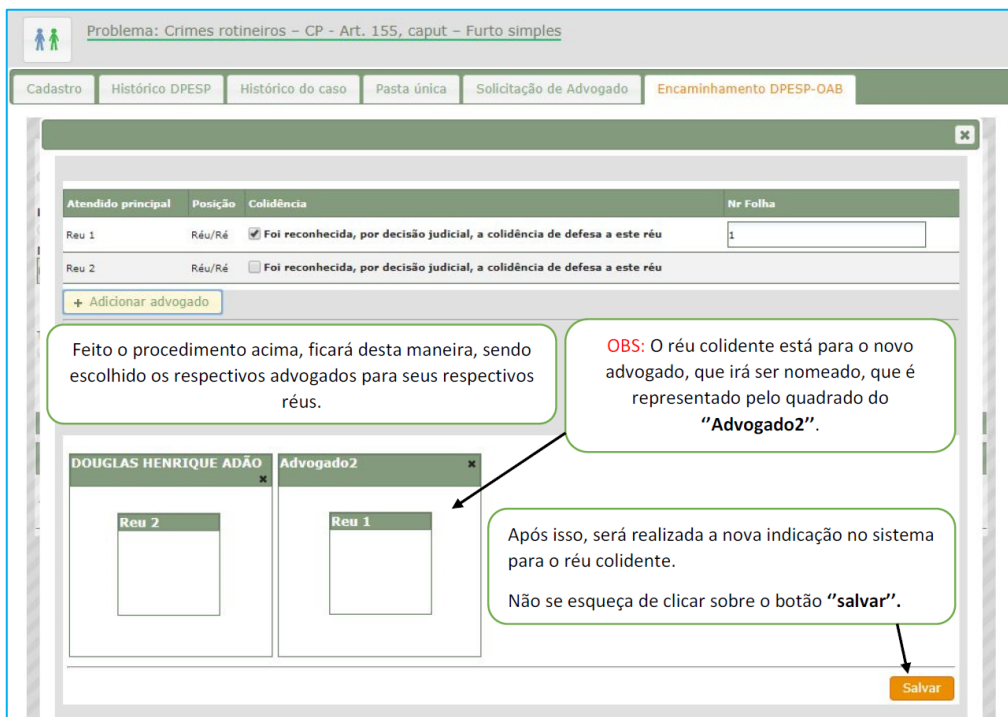 Problema: Crimes rotineiros – CP - Art. 155, caput – Furto simples
Cadastro
Histórico DPESP
Histórico do caso
Pasta única
Solicitação de Advogado
Encaminhamento DPESP-OAB
Atendido principal Posição Colidência Nr Folha
Reu 1 Réu/Ré Foi reconhecida, por decisão judicial, a colidência de defesa a este réu 1
Reu 2 Réu/Ré Foi reconhecida, por decisão judicial, a colidência de defesa a este réu
+ Adicionar advogado
Feito o procedimento acima, ficará desta maneira, sendo
escolhido os respectivos advogados para seus respectivos
réus.
OBS: O réu colidente está para o novo
advogado, que irá ser nomeado, que é
representado pelo quadrado do
‘’Advogado2’’.
DOUGLAS HENRIQUE ADÃO
Reu 2
Advogado2
Reu 1
Após isso, será realizada a nova indicação no sistema
para o réu colidente.
Não se esqueça de clicar sobre o botão ‘’salvar’’.
Salvar